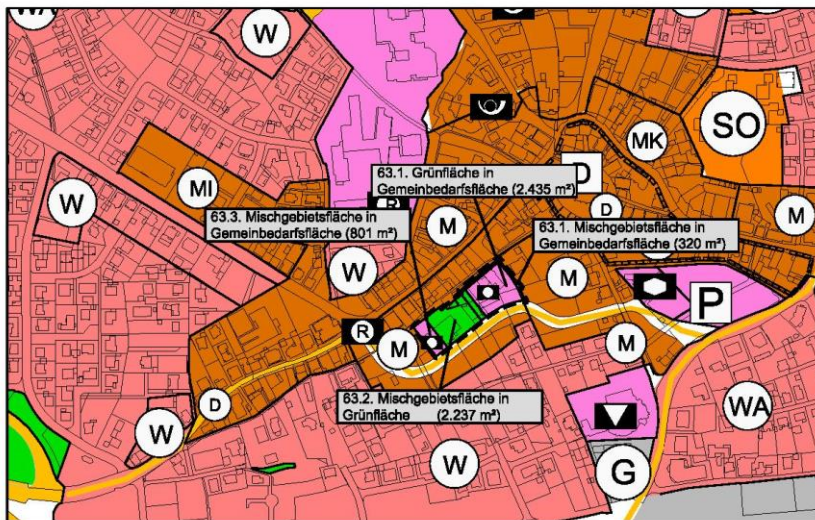 WA
W
MK
SO
63.1. Grünfläche in
Gemeinbedarfsfläche (2.435 m²)
D
MI
R
W
63.3. Mischgebietsfläche in
Gemeinbedarfsfläche (801 m²)
M
D
M
63.1. Mischgebietsfläche in
Gemeinbedarfsfläche (320 m²)
W
M
P
R
M
M
63.2. Mischgebietsfläche in
Grünfläche (2.237 m²)
D
W
W
WA
G